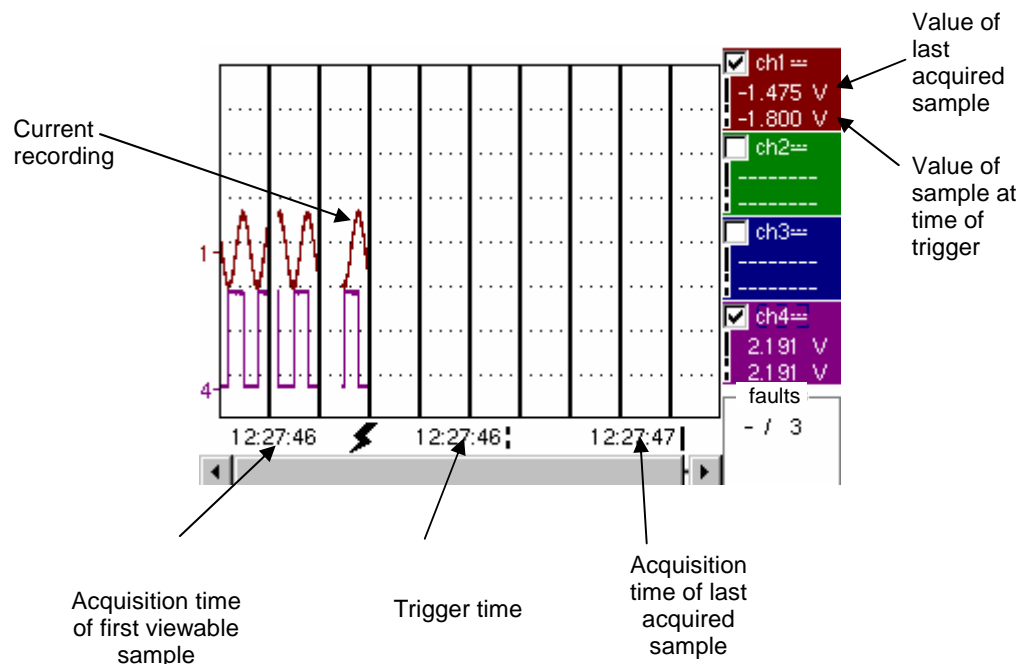 Value of
last
acquired
sample
ch1
-1.475 V
-1.800 V
Current
recording
ch2
--------
--------
Value of
sample at
time of
trigger
1
ch3
--------
--------
ch4
2.191 V
2.191 V
4
faults
- / 3
12:27:46
12:27:46
12:27:47
Acquisition time
of first viewable
sample
Trigger time
Acquisition
time of last
acquired
sample